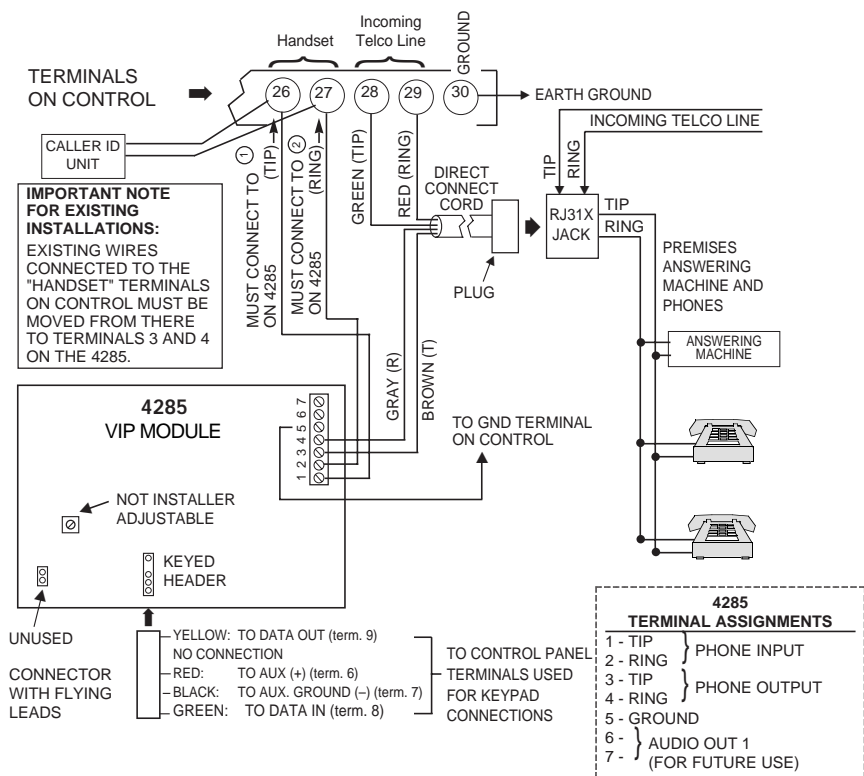 Handset
Incoming
Telco Line
GROUND
TERMINALS
ON CONTROL
26
27
28
29
30
EARTH GROUND
INCOMING TELCO LINE
CALLER ID
UNIT
MUST CONNECT TO 1
(TIP)
ON 4285
MUST CONNECT TO 2
(RING)
ON 4285
GREEN (TIP)
RED (RING)
DIRECT
CONNECT
CORD
PLUG
TIP
RING
RJ31X
JACK
TIP
RING
PREMISES
ANSWERING
MACHINE AND
PHONES
ANSWERING
MACHINE
IMPORTANT NOTE
FOR EXISTING
INSTALLATIONS:
EXISTING WIRES
CONNECTED TO THE
"HANDSET" TERMINALS
ON CONTROL MUST BE
MOVED FROM THERE
TO TERMINALS 3 AND 4
ON THE 4285.
GRAY (R)
BROWN (T)
4285
VIP MODULE
1 2 3 4 5 6 7
TO GND TERMINAL
ON CONTROL
NOT INSTALLER
ADJUSTABLE
KEYED
HEADER
UNUSED
CONNECTOR
WITH FLYING
LEADS
YELLOW: TO DATA OUT (term. 9)
NO CONNECTION
RED: TO AUX (+) (term. 6)
BLACK: TO AUX. GROUND (–) (term. 7)
GREEN: TO DATA IN (term. 8)
TO CONTROL PANEL
TERMINALS USED
FOR KEYPAD
CONNECTIONS
4285
TERMINAL ASSIGNMENTS
1 - TIP
2 - RING
PHONE INPUT
3 - TIP
4 - RING
PHONE OUTPUT
5 - GROUND
6 -
7 -
AUDIO OUT 1
(FOR FUTURE USE)